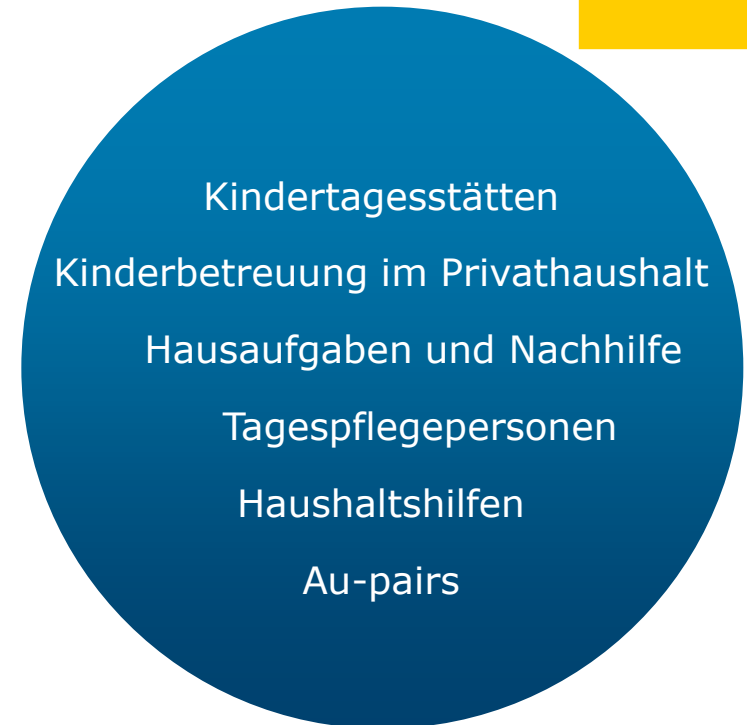 Kindertagesstätten
Kinderbetreuung im Privathaushalt
Hausaufgaben und Nachhilfe
Tagespflegepersonen
Haushaltshilfen
Au-pairs